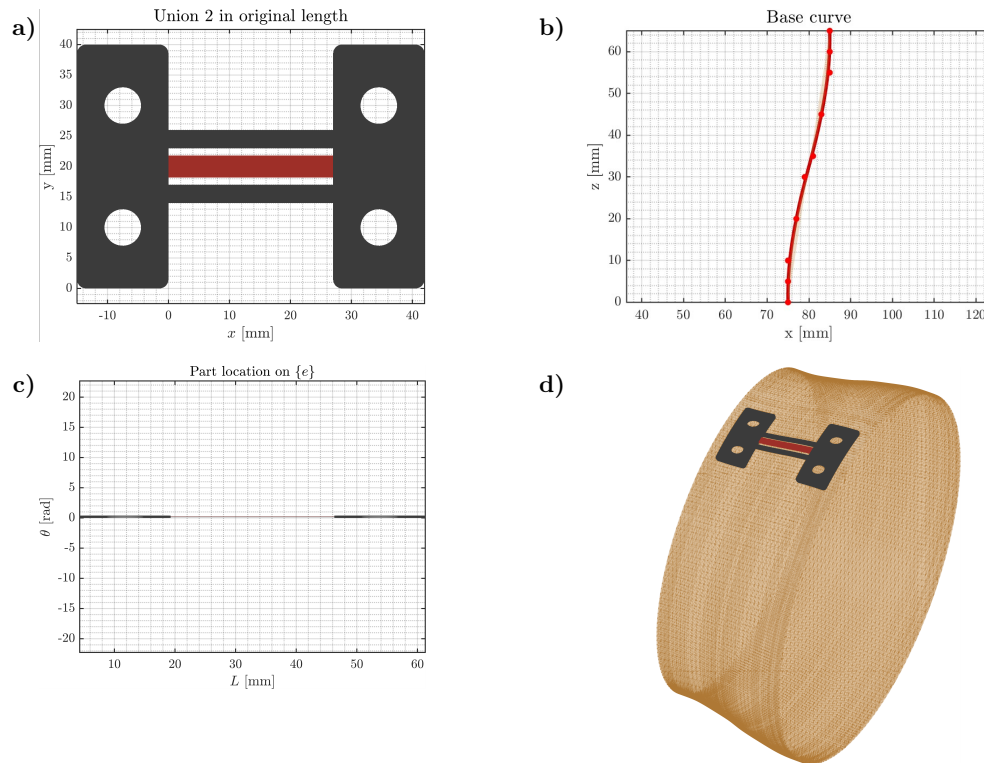 a)
Union 2 in original length
40
35
30
25
20
15
10
5
0
y [mm]
-10 0 10 20 30 40
x [mm]
b)
Base curve
60
50
40
30
20
10
0
z [mm]
40 50 60 70 80 90 100 110 120
x [mm]
c)
Part location on {e}
20
15
10
5
0
-5
-10
-15
-20
θ [rad]
10 20 30 40 50 60
L [mm]
d)